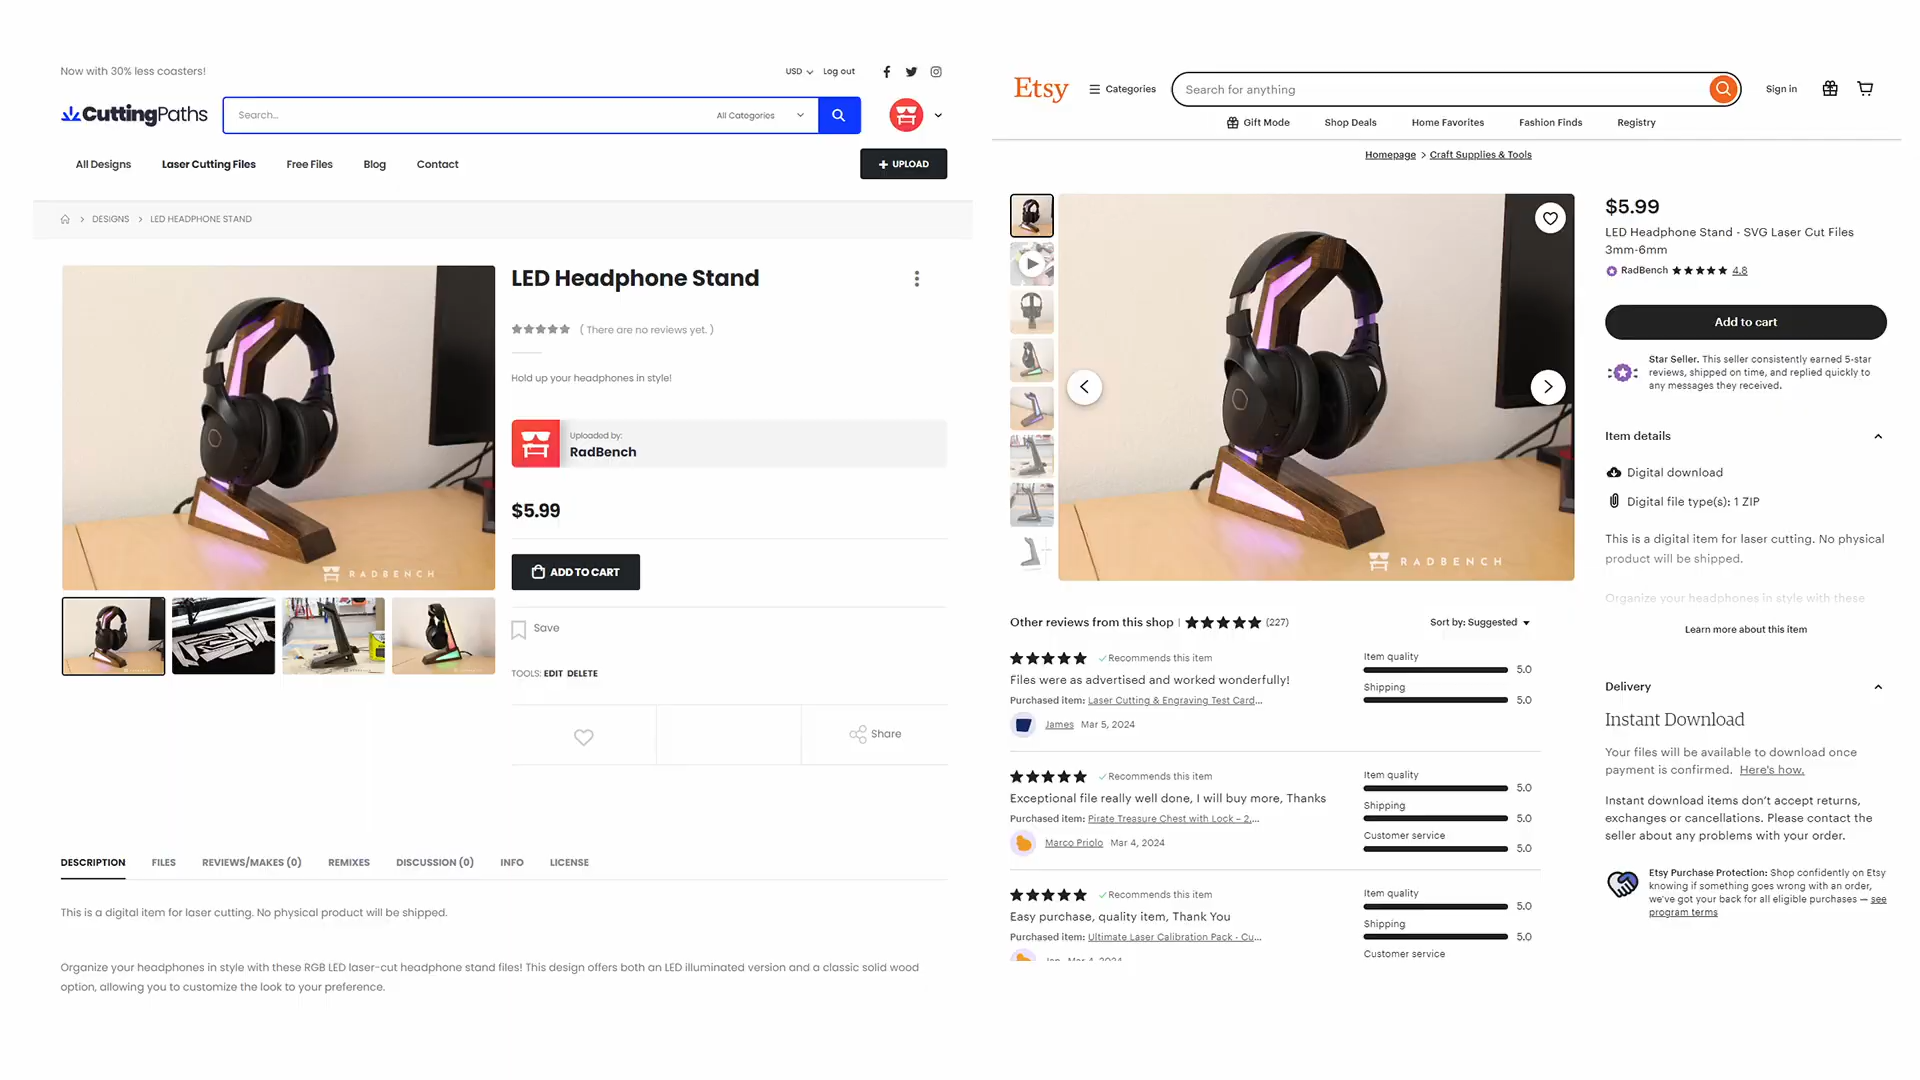 Now with 30% less coasters!
USD
Log out
CuttingPaths
Search...
All Categories
All Designs
Laser Cutting Files
Free Files
Blog
Contact
UPLOAD
DESIGNS
LED HEADPHONE STAND
RADBENCH
LED Headphone Stand
( There are no reviews yet. )
Hold up your headphones in style!
Uploaded by:
RadBench
$5.99
ADD TO CART
Save
TOOLS: EDIT DELETE
Share
DESCRIPTION
FILES
REVIEWS/MAKES (0)
REMIXES
DISCUSSION (0)
INFO
LICENSE
This is a digital item for laser cutting. No physical product will be shipped.
Organize your headphones in style with these RGB LED laser-cut headphone stand files! This design offers both an LED illuminated version and a classic solid wood
option, allowing you to customize the look to your preference.
Etsy
Categories
Search for anything
Sign in
Gift Mode
Shop Deals
Home Favorites
Fashion Finds
Registry
Homepage > Craft Supplies & Tools
RADBENCH
$5.99
LED Headphone Stand - SVG Laser Cut Files
3mm-6mm
RadBench
4.8
Add to cart
Star Seller. This seller consistently earned 5-star
reviews, shipped on time, and replied quickly to
any messages they received.
Item details
Digital download
Digital file type(s): 1 ZIP
This is a digital item for laser cutting. No physical
product will be shipped.
Organize your headphones in style with these
Learn more about this item
Delivery
Instant Download
Your files will be available to download once
payment is confirmed. Here's how.
Instant download items don't accept returns,
exchanges or cancellations. Please contact the
seller about any problems with your order.
Etsy Purchase Protection: Shop confidently on Etsy
knowing if something goes wrong with an order,
we've got your back for all eligible purchases — see
program terms
Other reviews from this shop
(227)
Sort by: Suggested
Recommends this item
Files were as advertised and worked wonderfully!
Purchased item: Laser Cutting & Engraving Test Card...
James Mar 5, 2024
Item quality
5.0
Shipping
5.0
Recommends this item
Exceptional file really well done, I will buy more, Thanks
Purchased item: Pirate Treasure Chest with Lock – 2....
Marco Priolo Mar 4, 2024
Item quality
5.0
Shipping
5.0
Customer service
5.0
Recommends this item
Easy purchase, quality item, Thank You
Purchased item: Ultimate Laser Calibration Pack - Cu...
Mar 4, 2024
Item quality
5.0
Shipping
5.0
Customer service